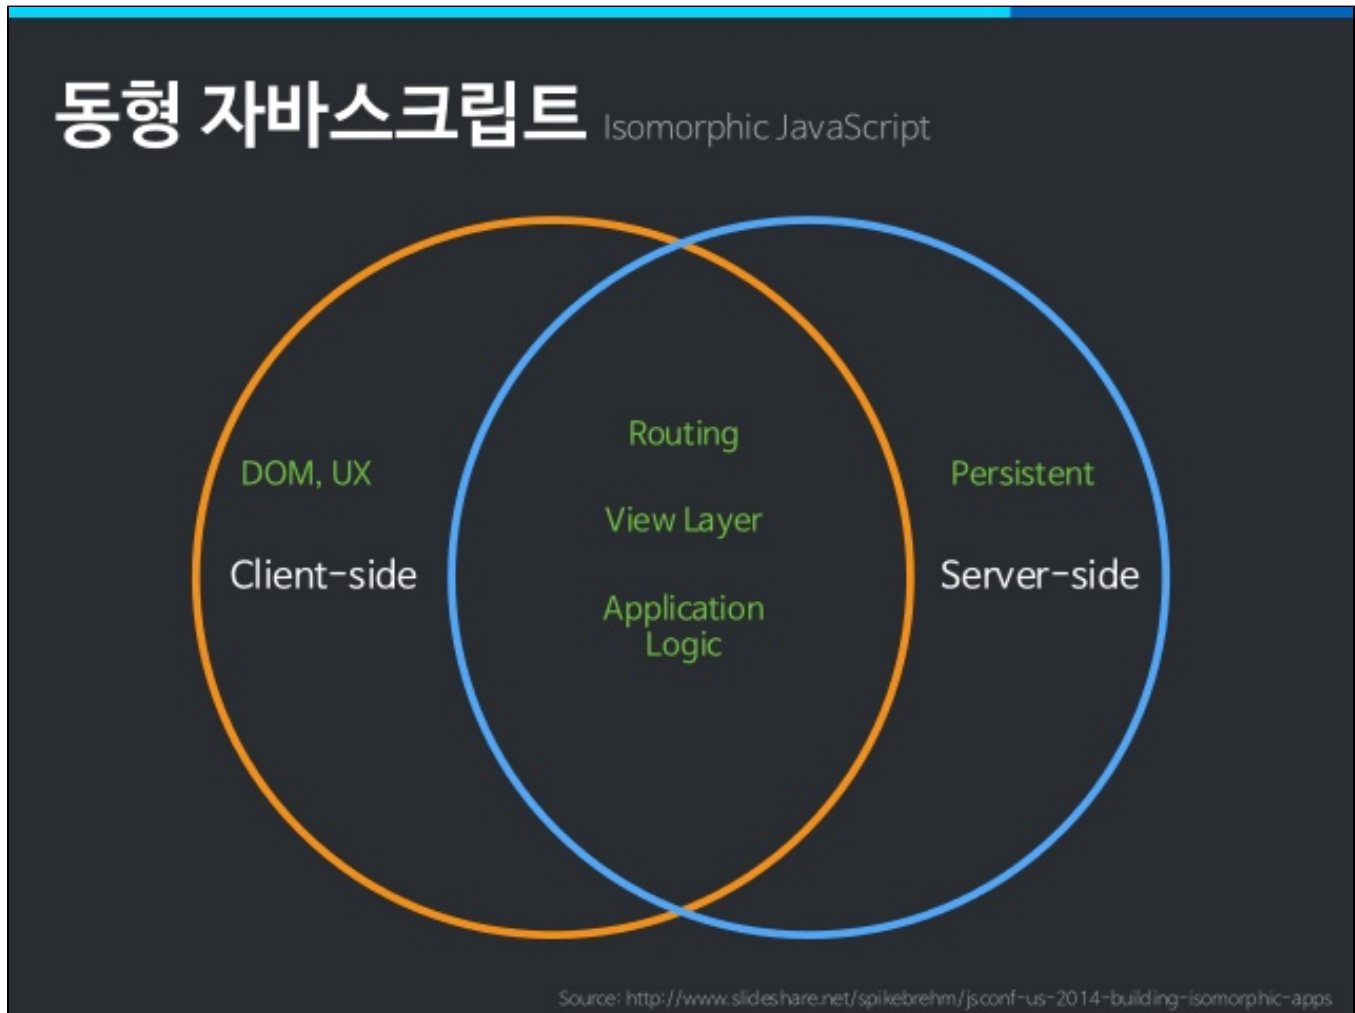 동형 자바스크립트 Isomorphic JavaScript
Routing
DOM, UX
Persistent
View Layer
Client-side
Server-side
Application
Logic
Source: http://www.slideshare.net/spikebrehm/jsconf-us-2014-building-isomorphic-apps